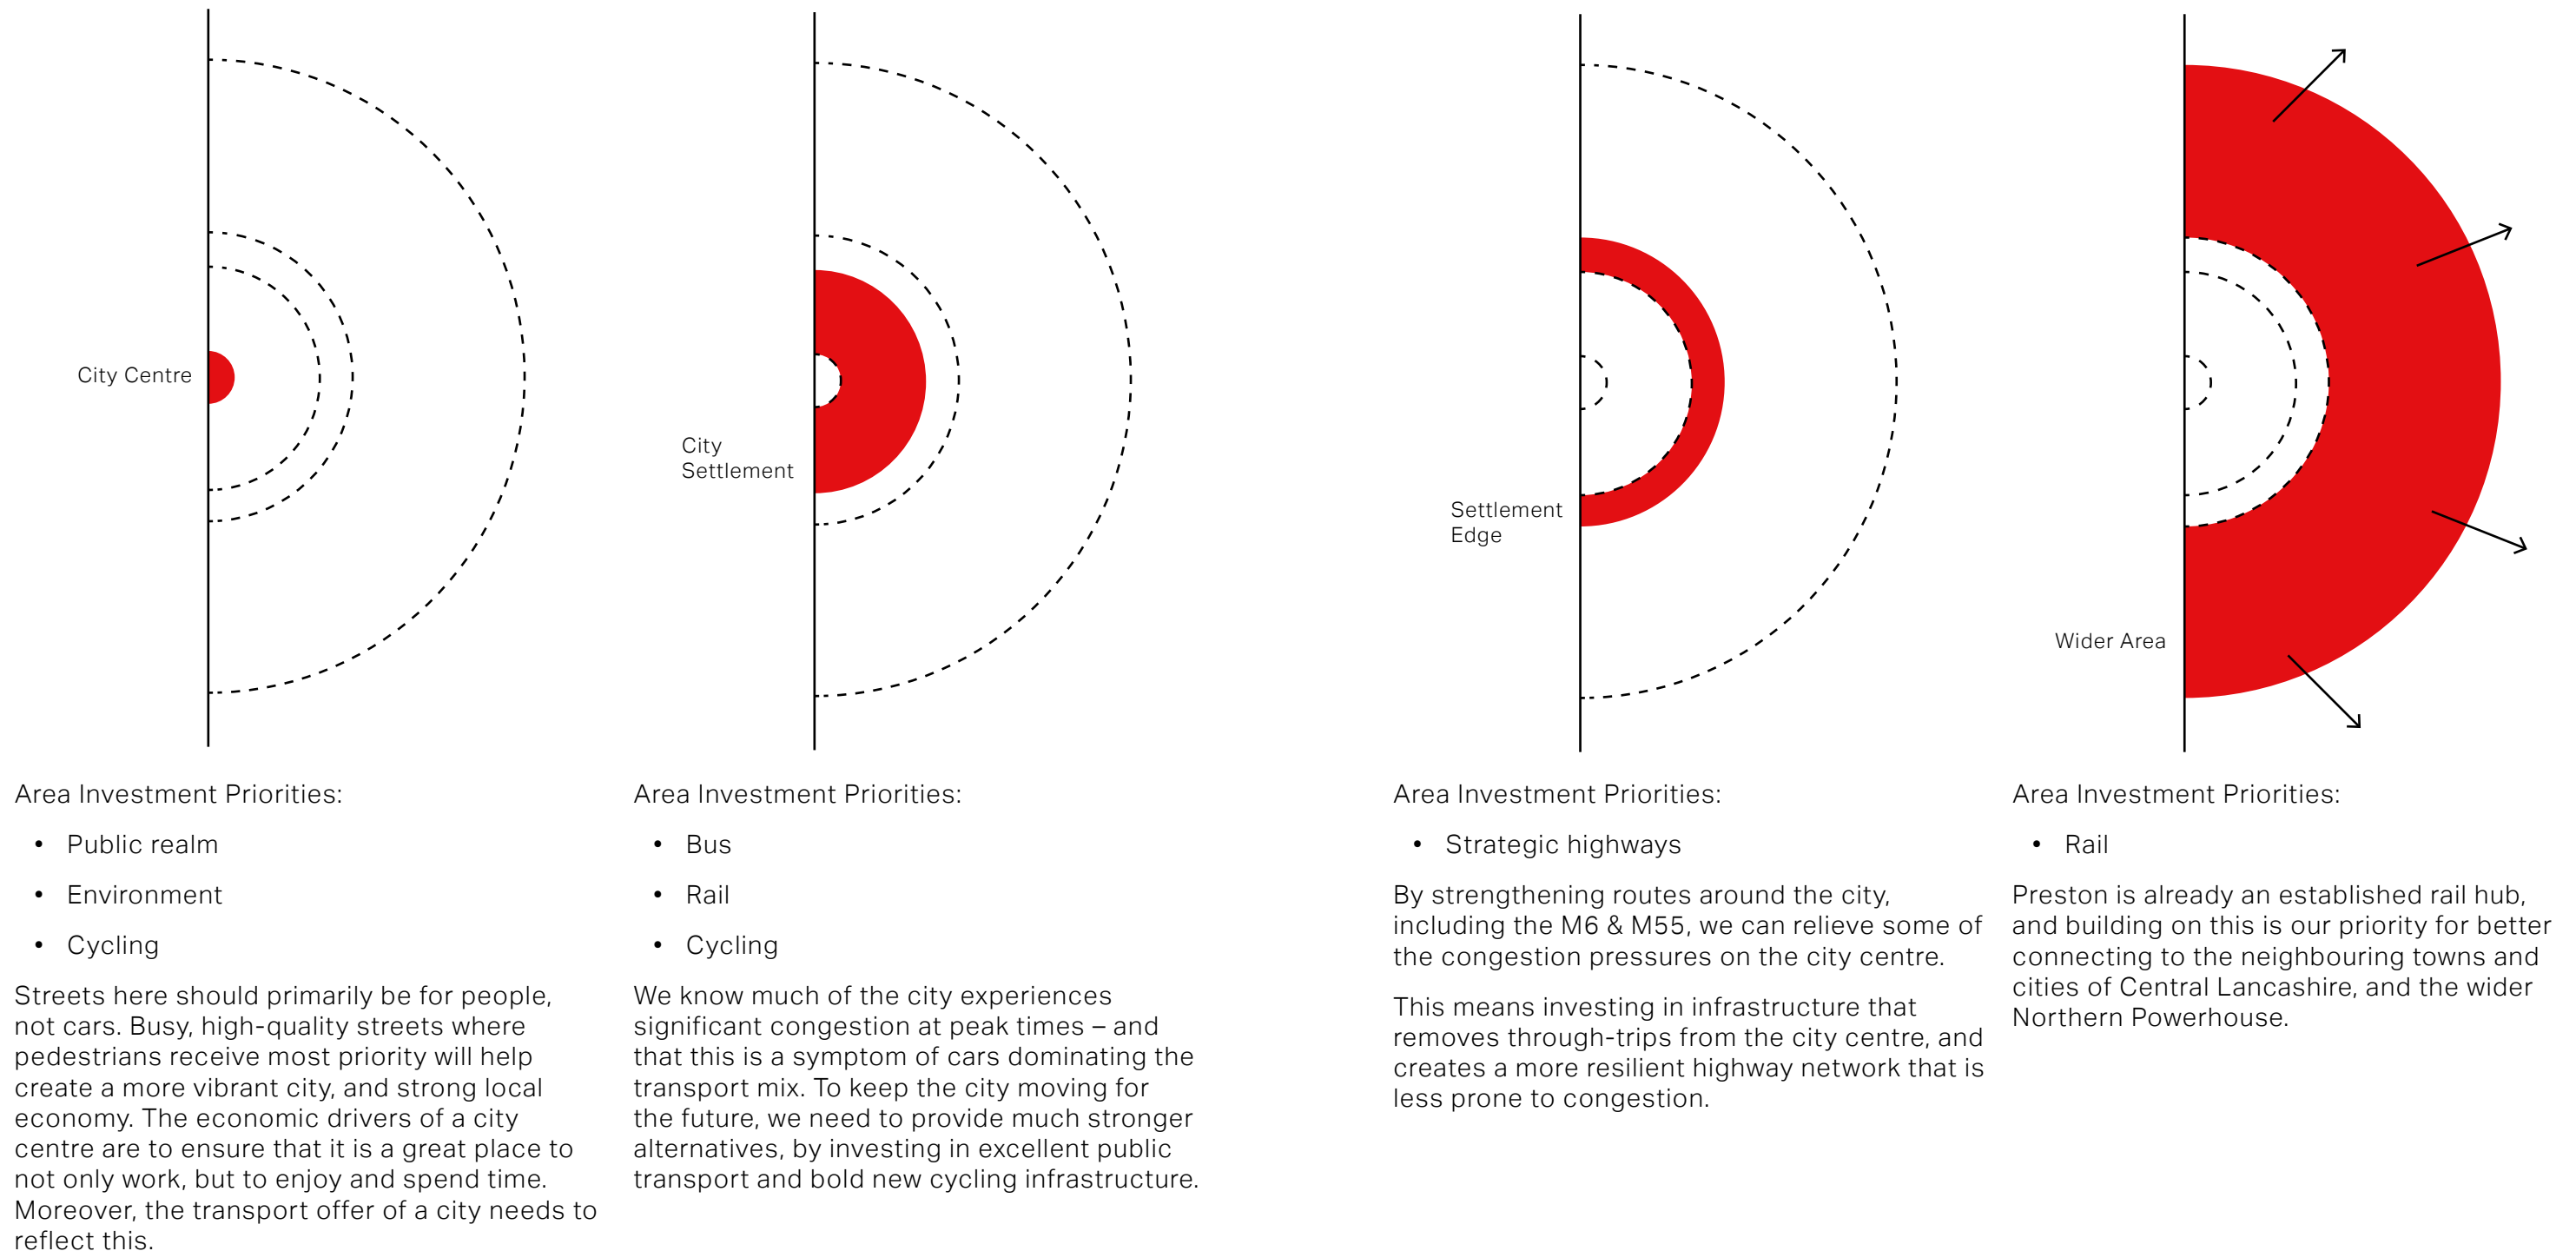 City Centre
Area Investment Priorities:
• Public realm
• Environment
• Cycling
Streets here should primarily be for people,
not cars. Busy, high-quality streets where
pedestrians receive most priority will help
create a more vibrant city, and strong local
economy. The economic drivers of a city
centre are to ensure that it is a great place to
not only work, but to enjoy and spend time.
Moreover, the transport offer of a city needs to
reflect this.
City
Settlement
Area Investment Priorities:
• Bus
• Rail
• Cycling
We know much of the city experiences
significant congestion at peak times – and
that this is a symptom of cars dominating the
transport mix. To keep the city moving for
the future, we need to provide much stronger
alternatives, by investing in excellent public
transport and bold new cycling infrastructure.
Settlement
Edge
Area Investment Priorities:
• Strategic highways
By strengthening routes around the city,
including the M6 & M55, we can relieve some of
the congestion pressures on the city centre.
This means investing in infrastructure that
removes through-trips from the city centre, and
creates a more resilient highway network that is
less prone to congestion.
Wider Area
Area Investment Priorities:
• Rail
Preston is already an established rail hub,
and building on this is our priority for better
connecting to the neighbouring towns and
cities of Central Lancashire, and the wider
Northern Powerhouse.